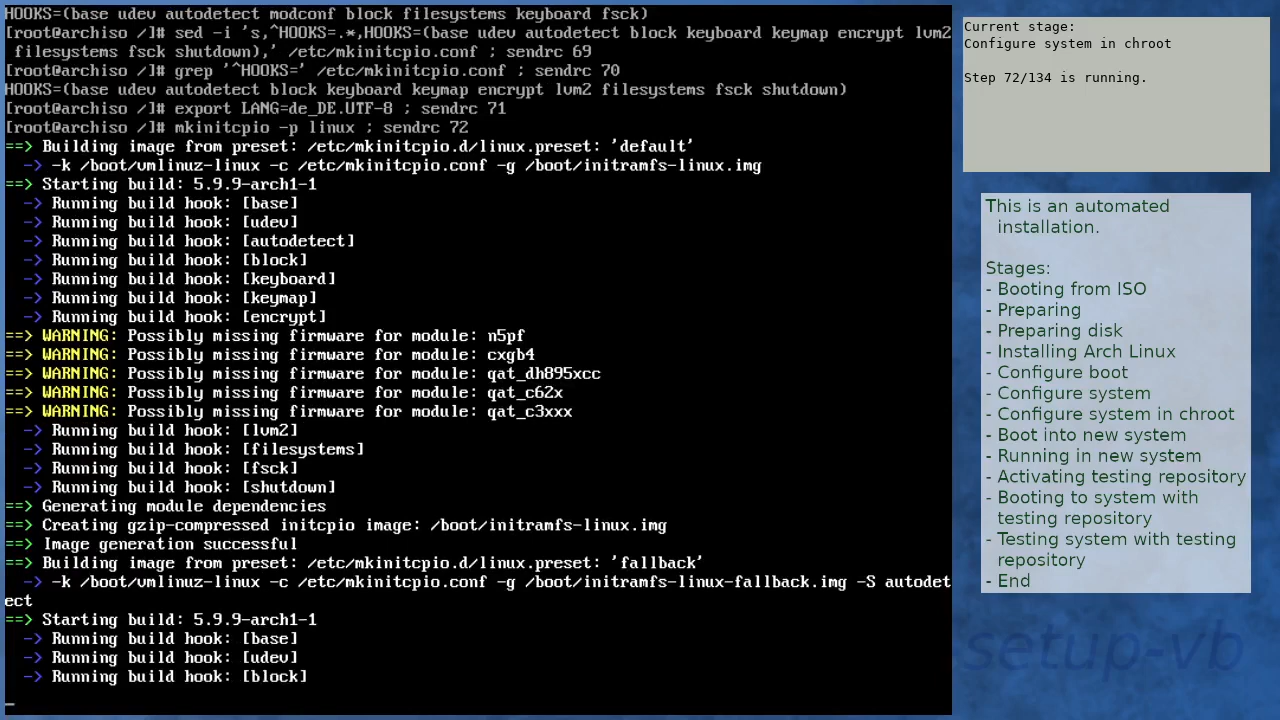 HOOKS=(base udev autodetect modconf block filesystems keyboard fsck)
[root@archiso /]# sed -i 's,^HOOKS=.*,HOOKS=(base udev autodetect block keyboard keymap encrypt lvm2
 filesystems fsck shutdown),' /etc/mkinitcpio.conf ; sendrc 69
[root@archiso /]# grep '^HOOKS=' /etc/mkinitcpio.conf ; sendrc 70
HOOKS=(base udev autodetect block keyboard keymap encrypt lvm2 filesystems fsck shutdown)
[root@archiso /]# export LANG=de_DE.UTF-8 ; sendrc 71
[root@archiso /]# mkinitcpio -p linux ; sendrc 72
==> Building image from preset: /etc/mkinitcpio.d/linux.preset: 'default'
  -> -k /boot/vmlinuz-linux -c /etc/mkinitcpio.conf -g /boot/initramfs-linux.img
==> Starting build: 5.9.9-arch1-1
  -> Running build hook: [base]
  -> Running build hook: [udev]
  -> Running build hook: [autodetect]
  -> Running build hook: [block]
  -> Running build hook: [keyboard]
  -> Running build hook: [keymap]
  -> Running build hook: [encrypt]
==> WARNING: Possibly missing firmware for module: n5pf
==> WARNING: Possibly missing firmware for module: cxgb4
==> WARNING: Possibly missing firmware for module: qat_dh895xcc
==> WARNING: Possibly missing firmware for module: qat_c62x
==> WARNING: Possibly missing firmware for module: qat_c3xxx
  -> Running build hook: [lvm2]
  -> Running build hook: [filesystems]
  -> Running build hook: [fsck]
  -> Running build hook: [shutdown]
==> Generating module dependencies
==> Creating gzip-compressed initcpio image: /boot/initramfs-linux.img
==> Image generation successful
==> Building image from preset: /etc/mkinitcpio.d/linux.preset: 'fallback'
  -> -k /boot/vmlinuz-linux -c /etc/mkinitcpio.conf -g /boot/initramfs-linux-fallback.img -S autodet
ect
==> Starting build: 5.9.9-arch1-1
  -> Running build hook: [base]
  -> Running build hook: [udev]
  -> Running build hook: [block]
Current stage:
Configure system in chroot
Step 72/134 is running.
This is an automated
installation.
Stages:
- Booting from ISO
- Preparing
- Preparing disk
- Installing Arch Linux
- Configure boot
- Configure system
- Configure system in chroot
- Boot into new system
- Running in new system
- Activating testing repository
- Booting to system with
testing repository
- Testing system with testing
repository
- End
setup-vb